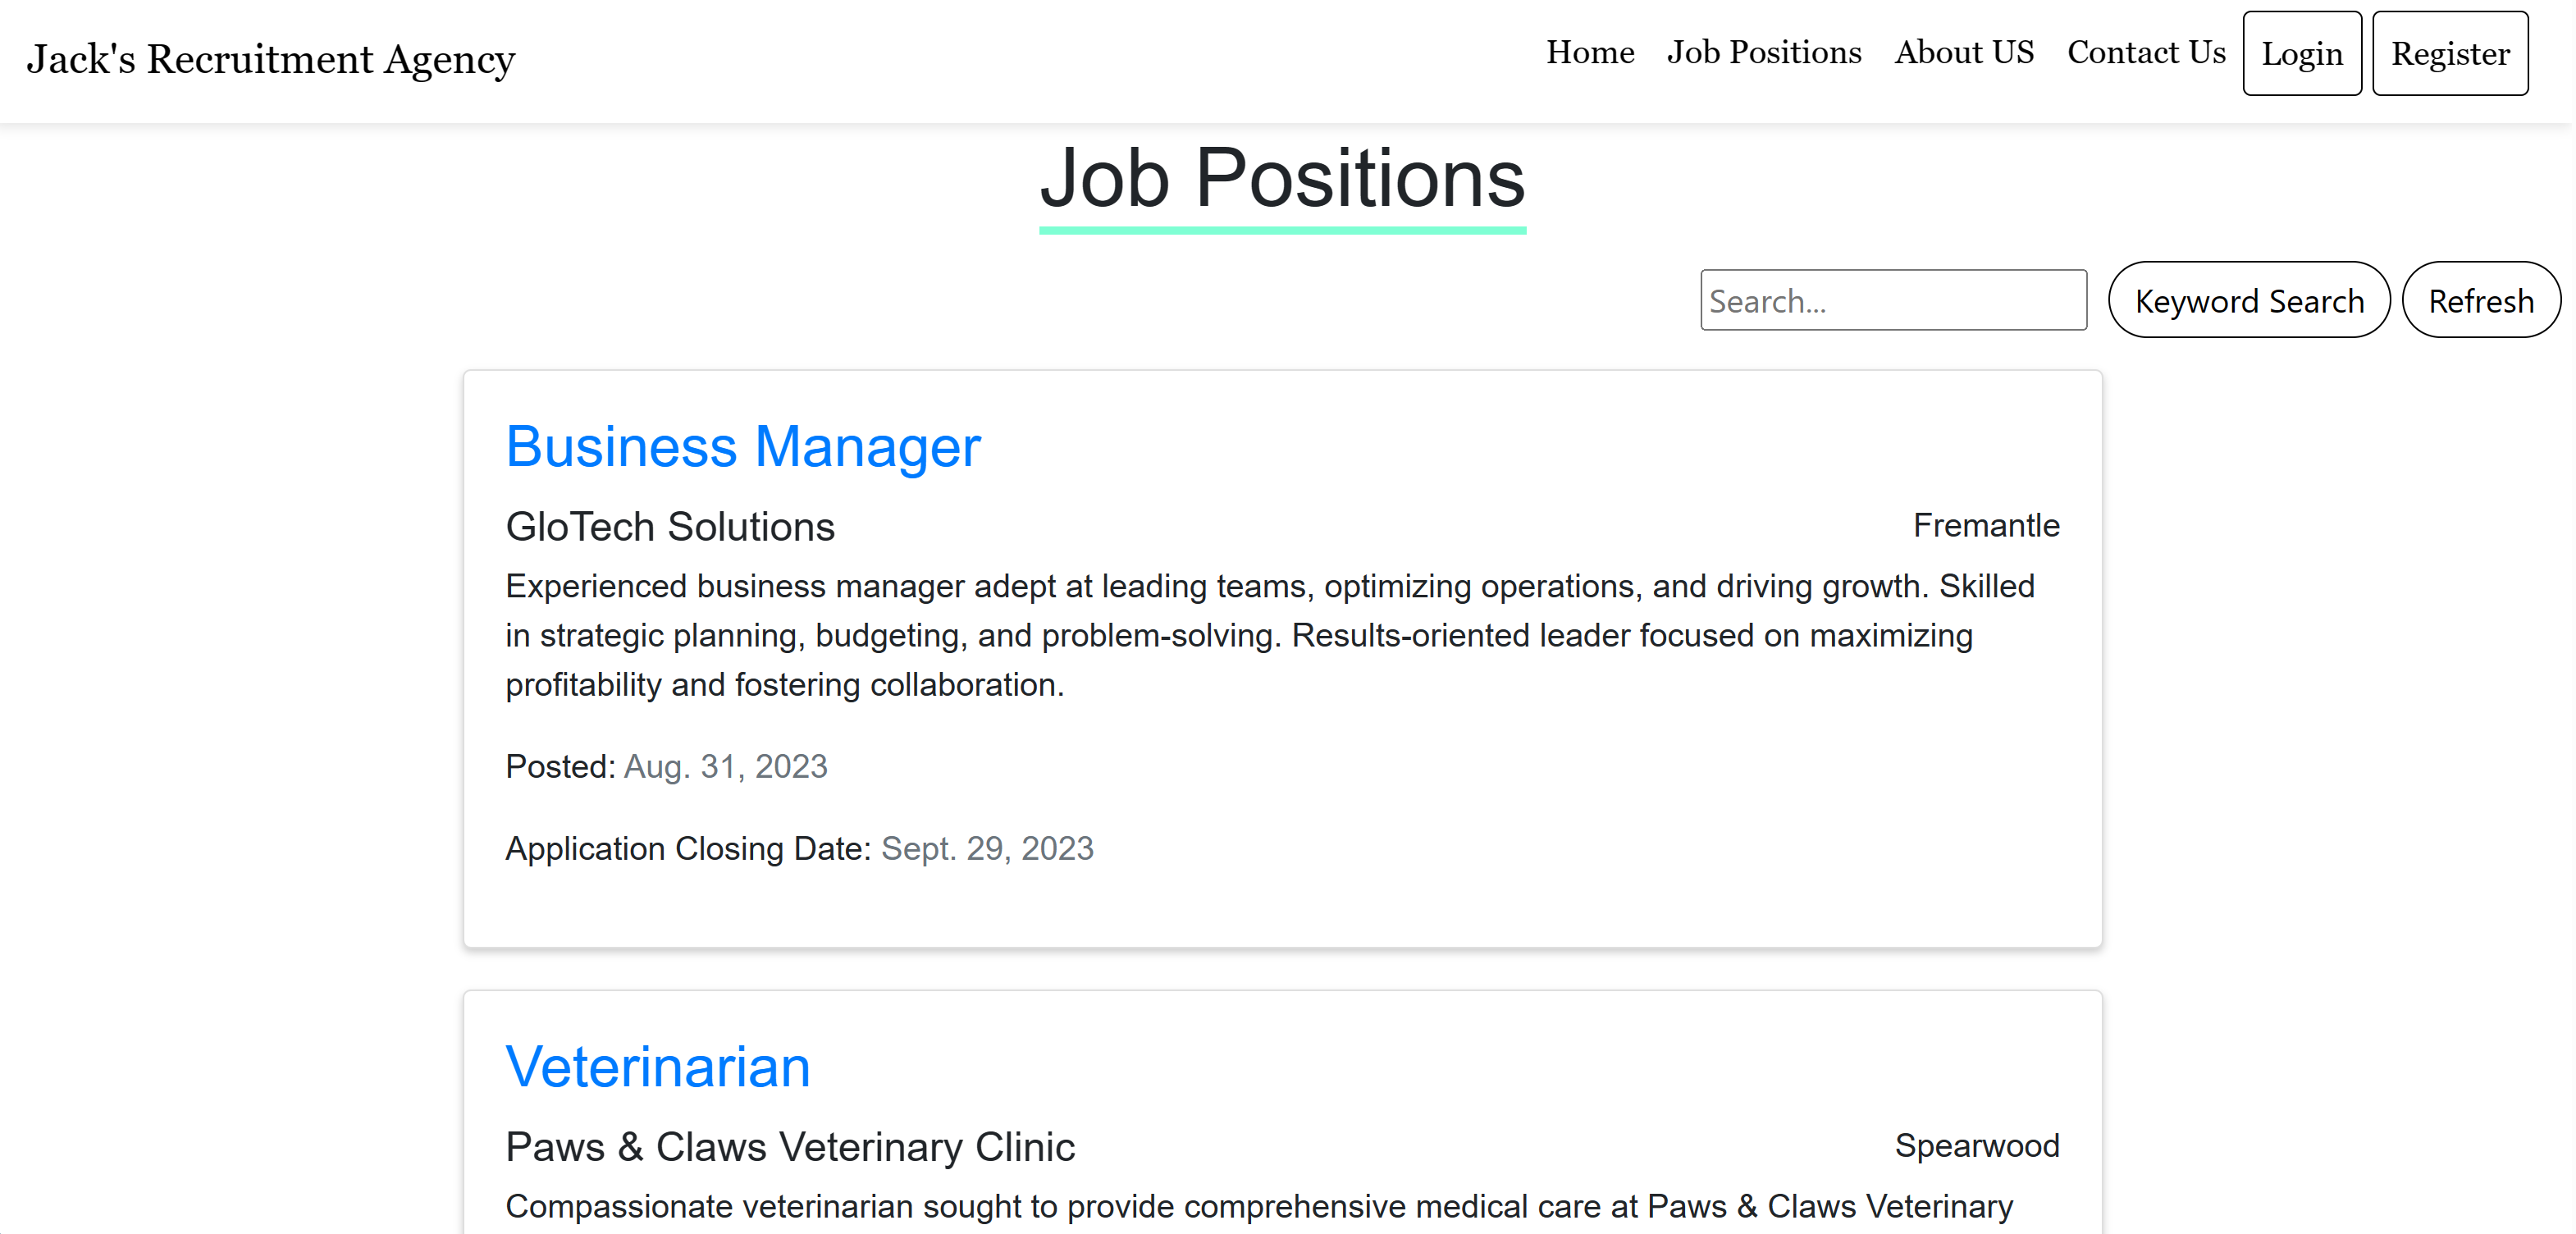 Jack's Recruitment Agency
Home Job Positions About US Contact Us Login Register
Job Positions
Search...
Keyword Search
Refresh
Business Manager
GloTech Solutions
Fremantle
Experienced business manager adept at leading teams, optimizing operations, and driving growth. Skilled
in strategic planning, budgeting, and problem-solving. Results-oriented leader focused on maximizing
profitability and fostering collaboration.
Posted: Aug. 31, 2023
Application Closing Date: Sept. 29, 2023
Veterinarian
Paws & Claws Veterinary Clinic
Spearwood
Compassionate veterinarian sought to provide comprehensive medical care at Paws & Claws Veterinary